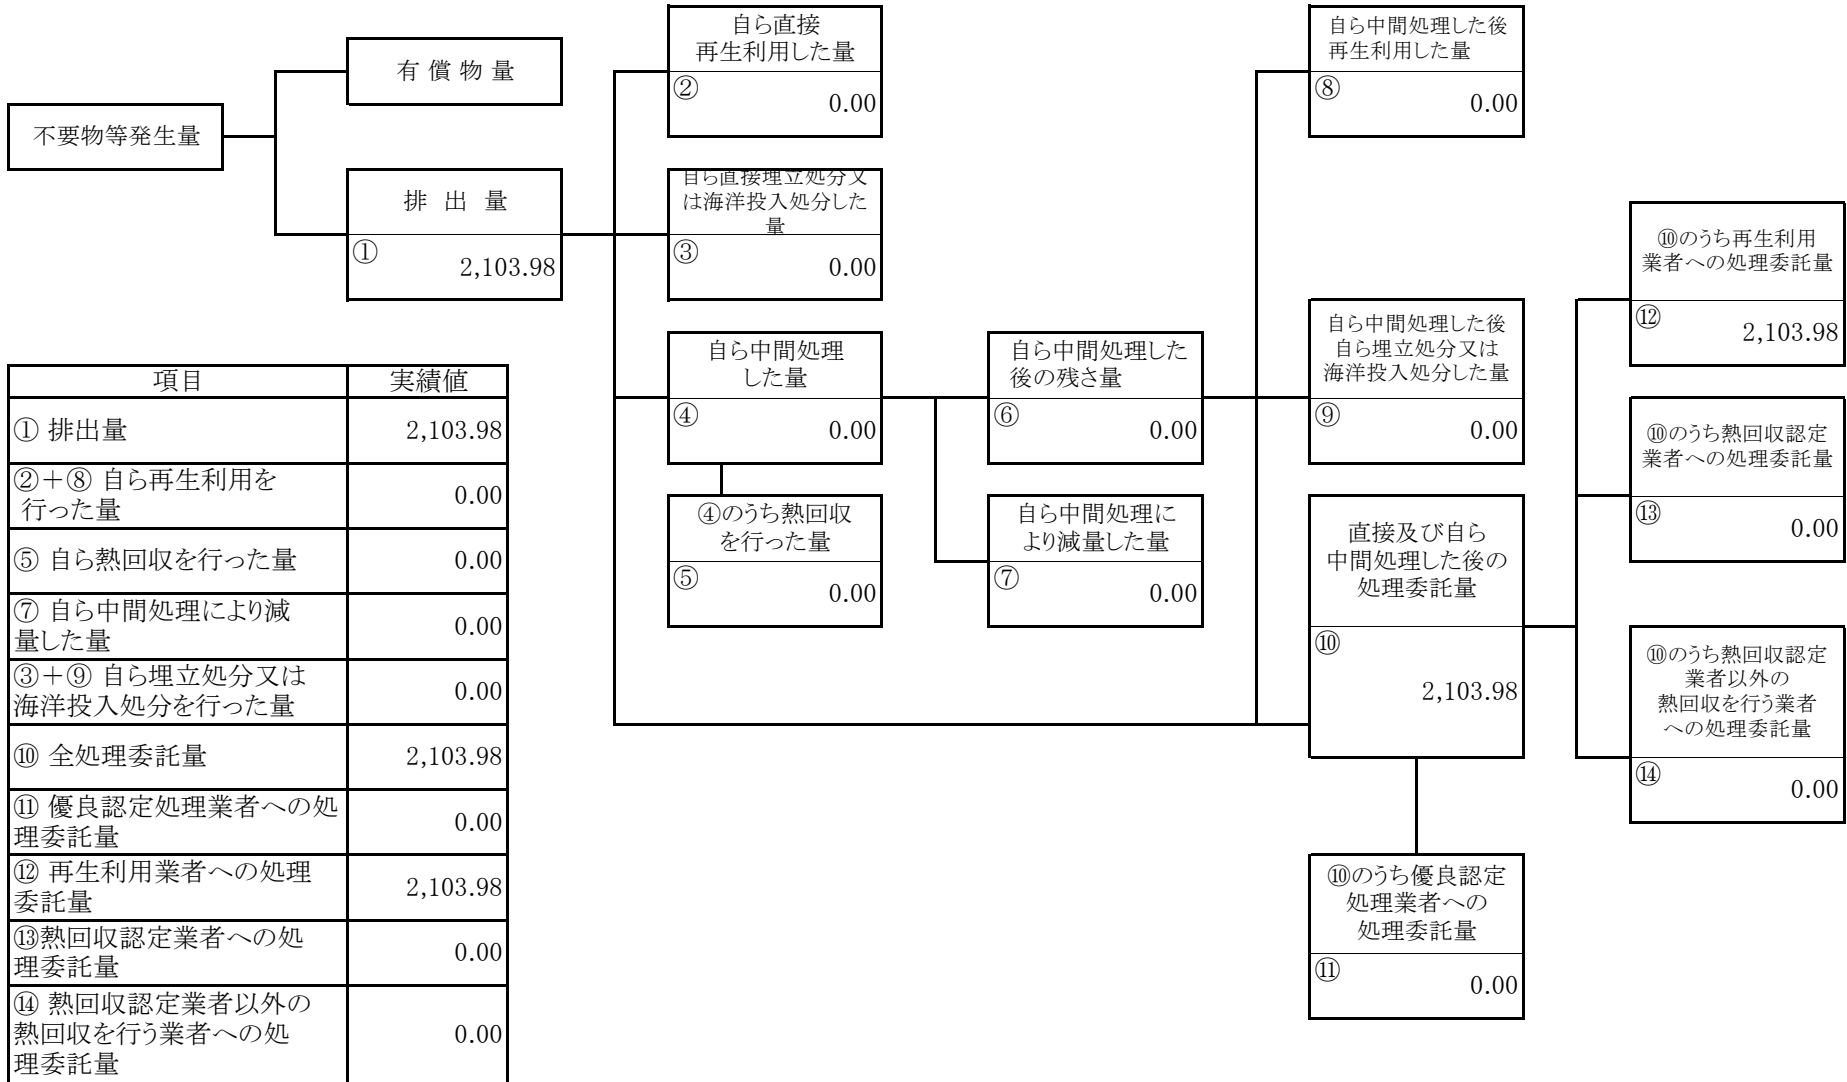 不要物等発生量
有 償 物 量
排 出 量
①
2,103.98
自ら直接
再生利用した量
②
0.00
自ら直接埋立処分又
は海洋投入処分した
量
③
0.00
自ら中間処理
した量
④
0.00
④のうち熱回収
を行った量
⑤
0.00
自ら中間処理した
後の残さ量
⑥
0.00
自ら中間処理に
より減量した量
⑦
0.00
自ら中間処理した後
再生利用した量
⑧
0.00
自ら中間処理した後
自ら埋立処分又は
海洋投入処分した量
⑨
0.00
直接及び自ら
中間処理した後の
処理委託量
⑩
2,103.98
⑩のうち優良認定
処理業者への
処理委託量
⑪
0.00
⑩のうち再生利用
業者への処理委託量
⑫
2,103.98
⑩のうち熱回収認定
業者への処理委託量
⑬
0.00
⑩のうち熱回収認定
業者以外の
熱回収を行う業者
への処理委託量
⑭
0.00
項目 実績値
① 排出量 2,103.98
②＋⑧ 自ら再生利用を
行った量
0.00
⑤ 自ら熱回収を行った量 0.00
⑦ 自ら中間処理により減
量した量
0.00
③＋⑨ 自ら埋立処分又は
海洋投入処分を行った量
0.00
⑩ 全処理委託量 2,103.98
⑪ 優良認定処理業者への処
理委託量
0.00
⑫ 再生利用業者への処理
委託量
2,103.98
⑬熱回収認定業者への処
理委託量
0.00
⑭ 熱回収認定業者以外の
熱回収を行う業者への処
理委託量
0.00